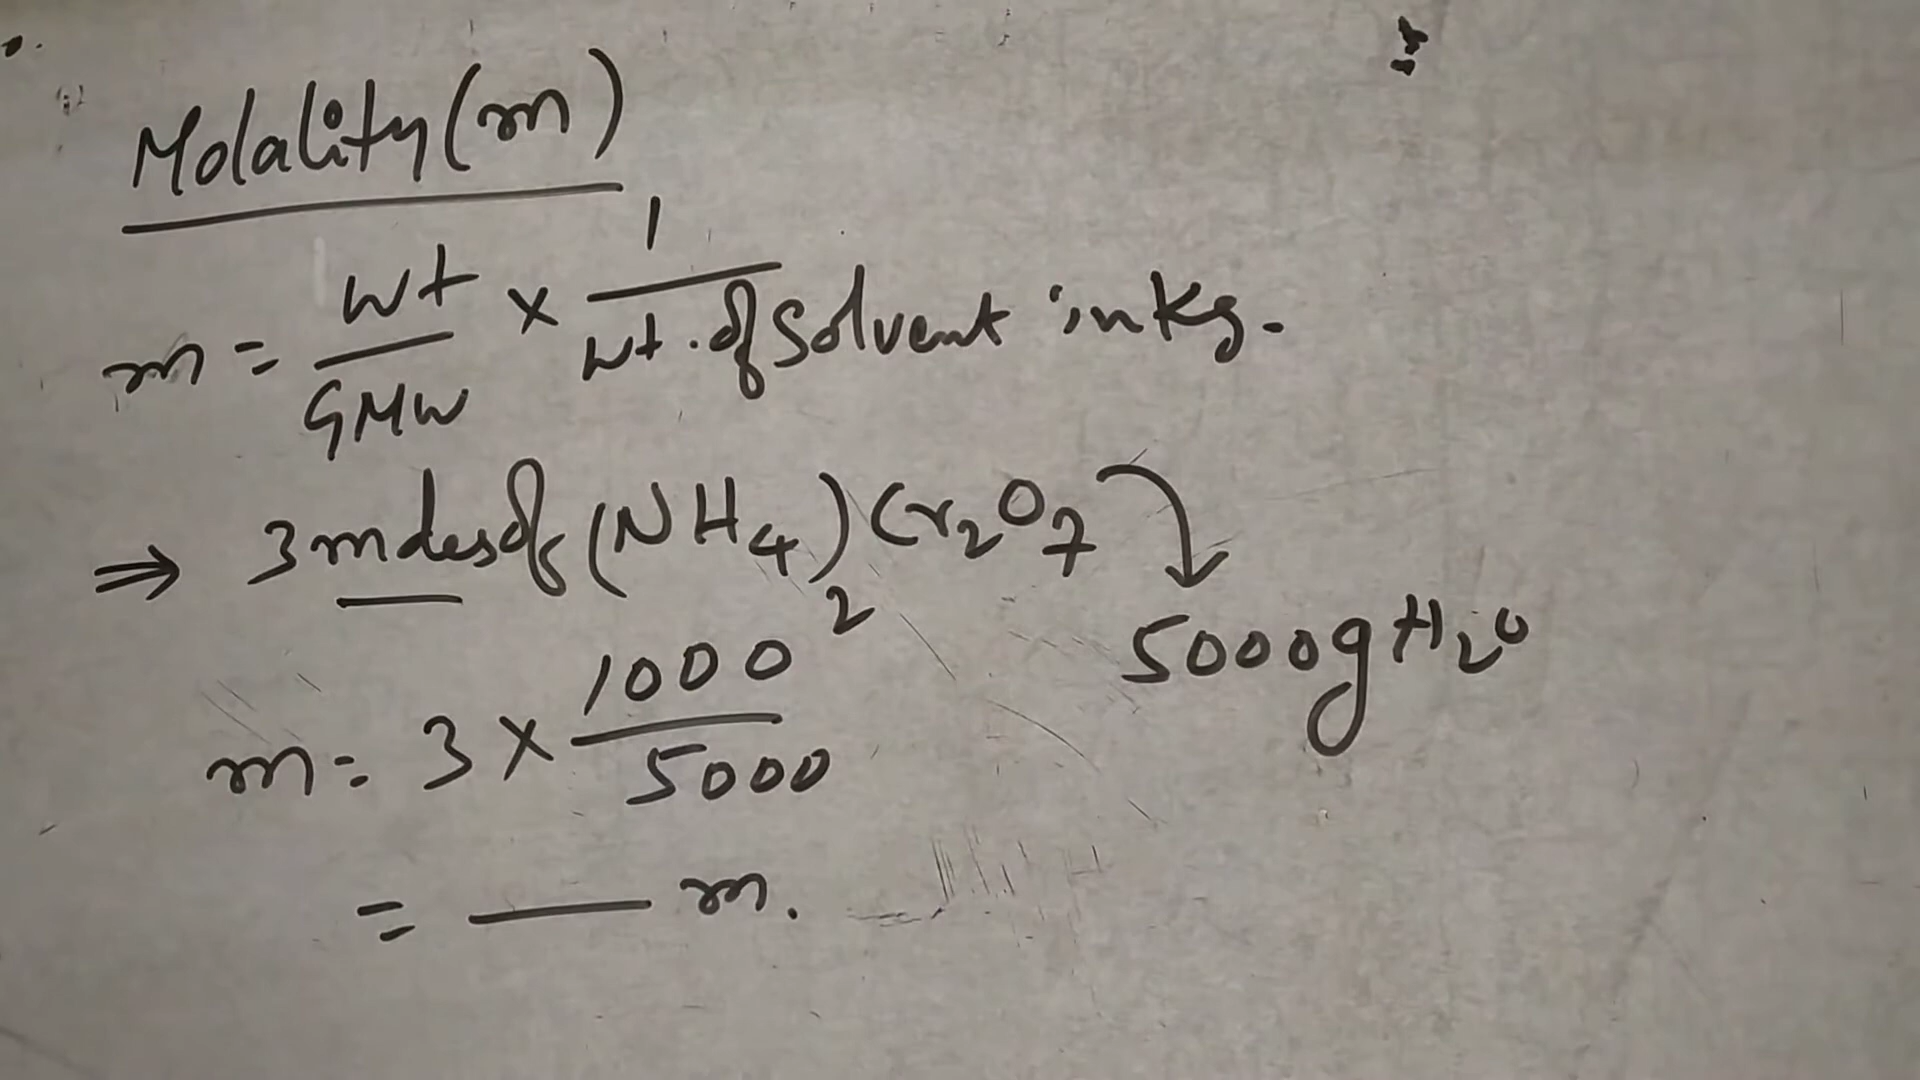 Molality (m)
m = wt/GMW × 1/wt. of solvent in kg.
⇒ 3 moles of (NH4)2Cr2O7
5000g H2O
m = 3 × 1000/5000
= ___ m.